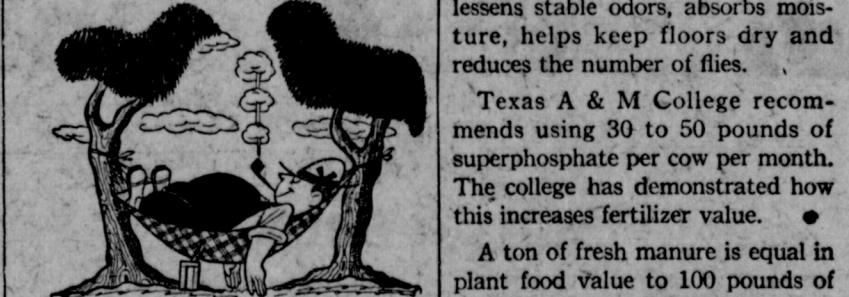 lessens stable odors, absorbs mois-
ture, helps keep floors dry and
reduces the number of flies.
Texas A & M College recom-
mends using 30 to 50 pounds of
superphosphate per cow per month.
The college has demonstrated how
this increases fertilizer value.
A ton of fresh manure is equal in
plant food value to 100 pounds of